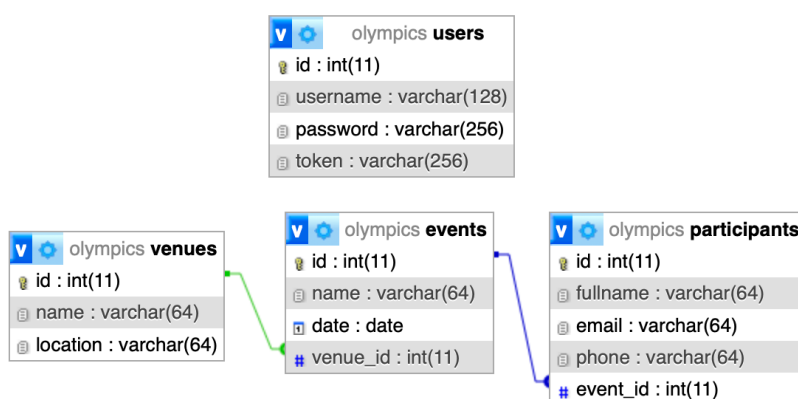 v olympics users
id : int(11)
username : varchar(128)
password : varchar(256)
token : varchar(256)
v olympics venues
id : int(11)
name : varchar(64)
location : varchar(64)
v olympics events
id : int(11)
name : varchar(64)
date : date
# venue_id : int(11)
v olympics participants
id : int(11)
fullname : varchar(64)
email : varchar(64)
phone : varchar(64)
# event_id : int(11)